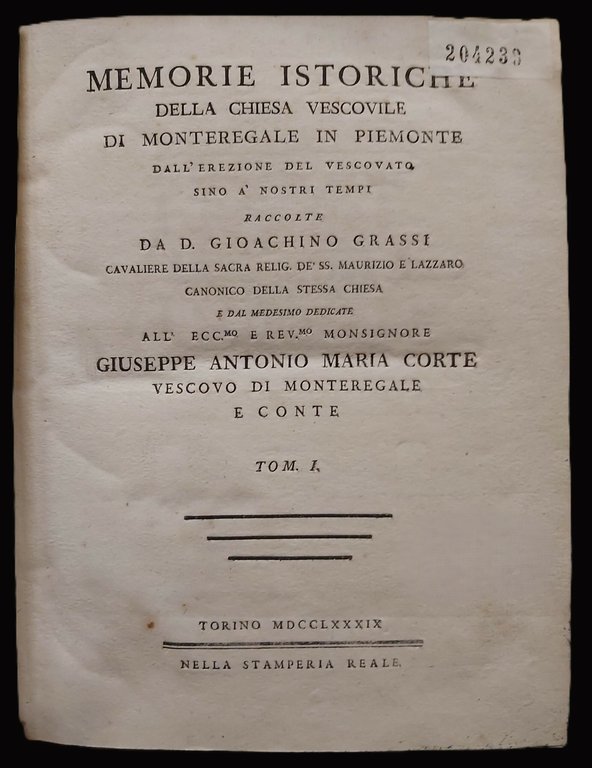 204239
MEMORIE ISTORICHE
DELLA CHIESA VESCOVILE
DI MONTEREGALE IN PIEMONTE
DALL' EREZIONE DEL VESCOVATO
SINO A' NOSTRI TEMPI
RACCOLTE
DA D. GIOACHINO GRASSI
CAVALIERE DELLA SACRA RELIG. DE' SS. MAURIZIO E LAZZARO
CANONICO DELLA STESSA CHIESA
E DAL MEDESIMO DEDICATE
ALL' ECC.MO E REV.MO MONSIGNORE
GIUSEPPE ANTONIO MARIA CORTE
VESCOVO DI MONTEREGALE
E CONTE
TOM. I.
TORINO MDCCLXXXIX
NELLA STAMPERIA REALE.